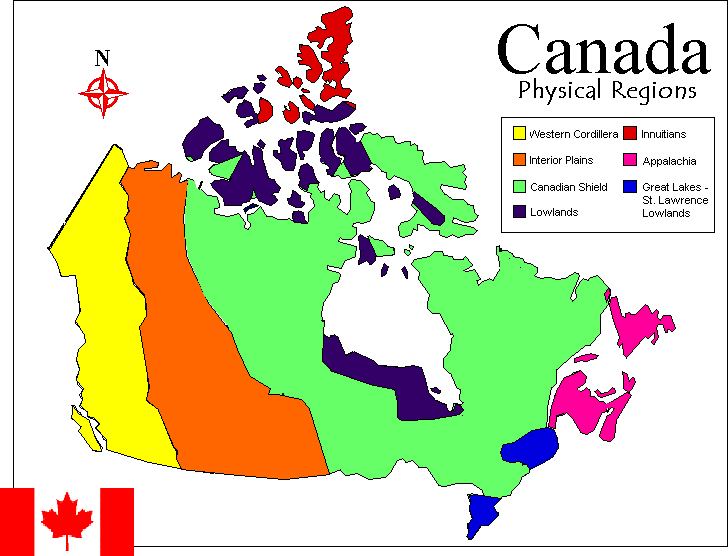 Canada
Physical Regions
N
Western Cordillera
Interior Plains
Canadian Shield
Lowlands
Innuitians
Appalachia
Great Lakes -
St. Lawrence
Lowlands